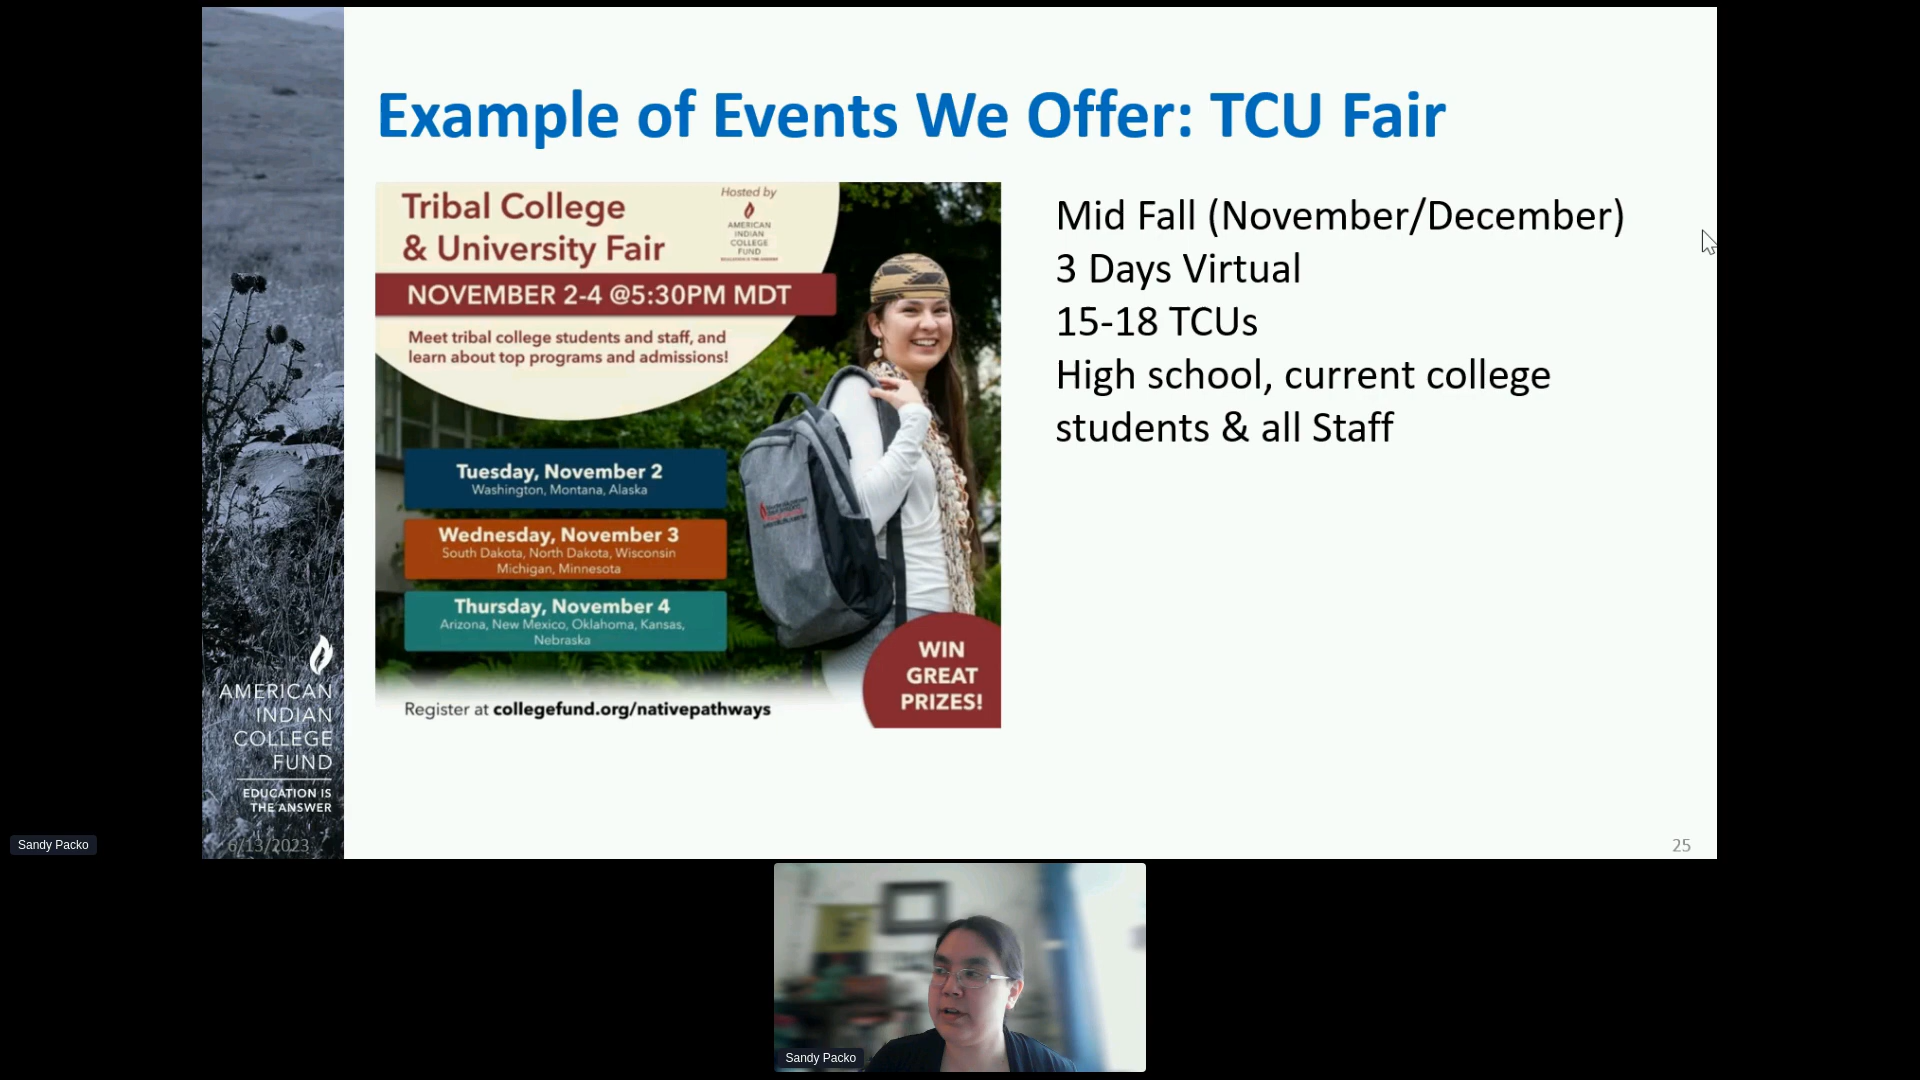 Example of Events We Offer: TCU Fair
Tribal College
& University Fair
Hosted by
AMERICAN
INDIAN
COLLEGE
FUND
EDUCATION IS THE ANSWER
NOVEMBER 2-4 @5:30PM MDT
Meet tribal college students and staff, and
learn about top programs and admissions!
Tuesday, November 2
Washington, Montana, Alaska
Wednesday, November 3
South Dakota, North Dakota, Wisconsin
Michigan, Minnesota
Thursday, November 4
Arizona, New Mexico, Oklahoma, Kansas,
Nebraska
WIN
GREAT
PRIZES!
Register at collegefund.org/nativepathways
Mid Fall (November/December)
3 Days Virtual
15-18 TCUs
High school, current college
students & all Staff
AMERICAN
INDIAN
COLLEGE
FUND
EDUCATION IS
THE ANSWER
6/13/2023
25
Sandy Packo
Sandy Packo